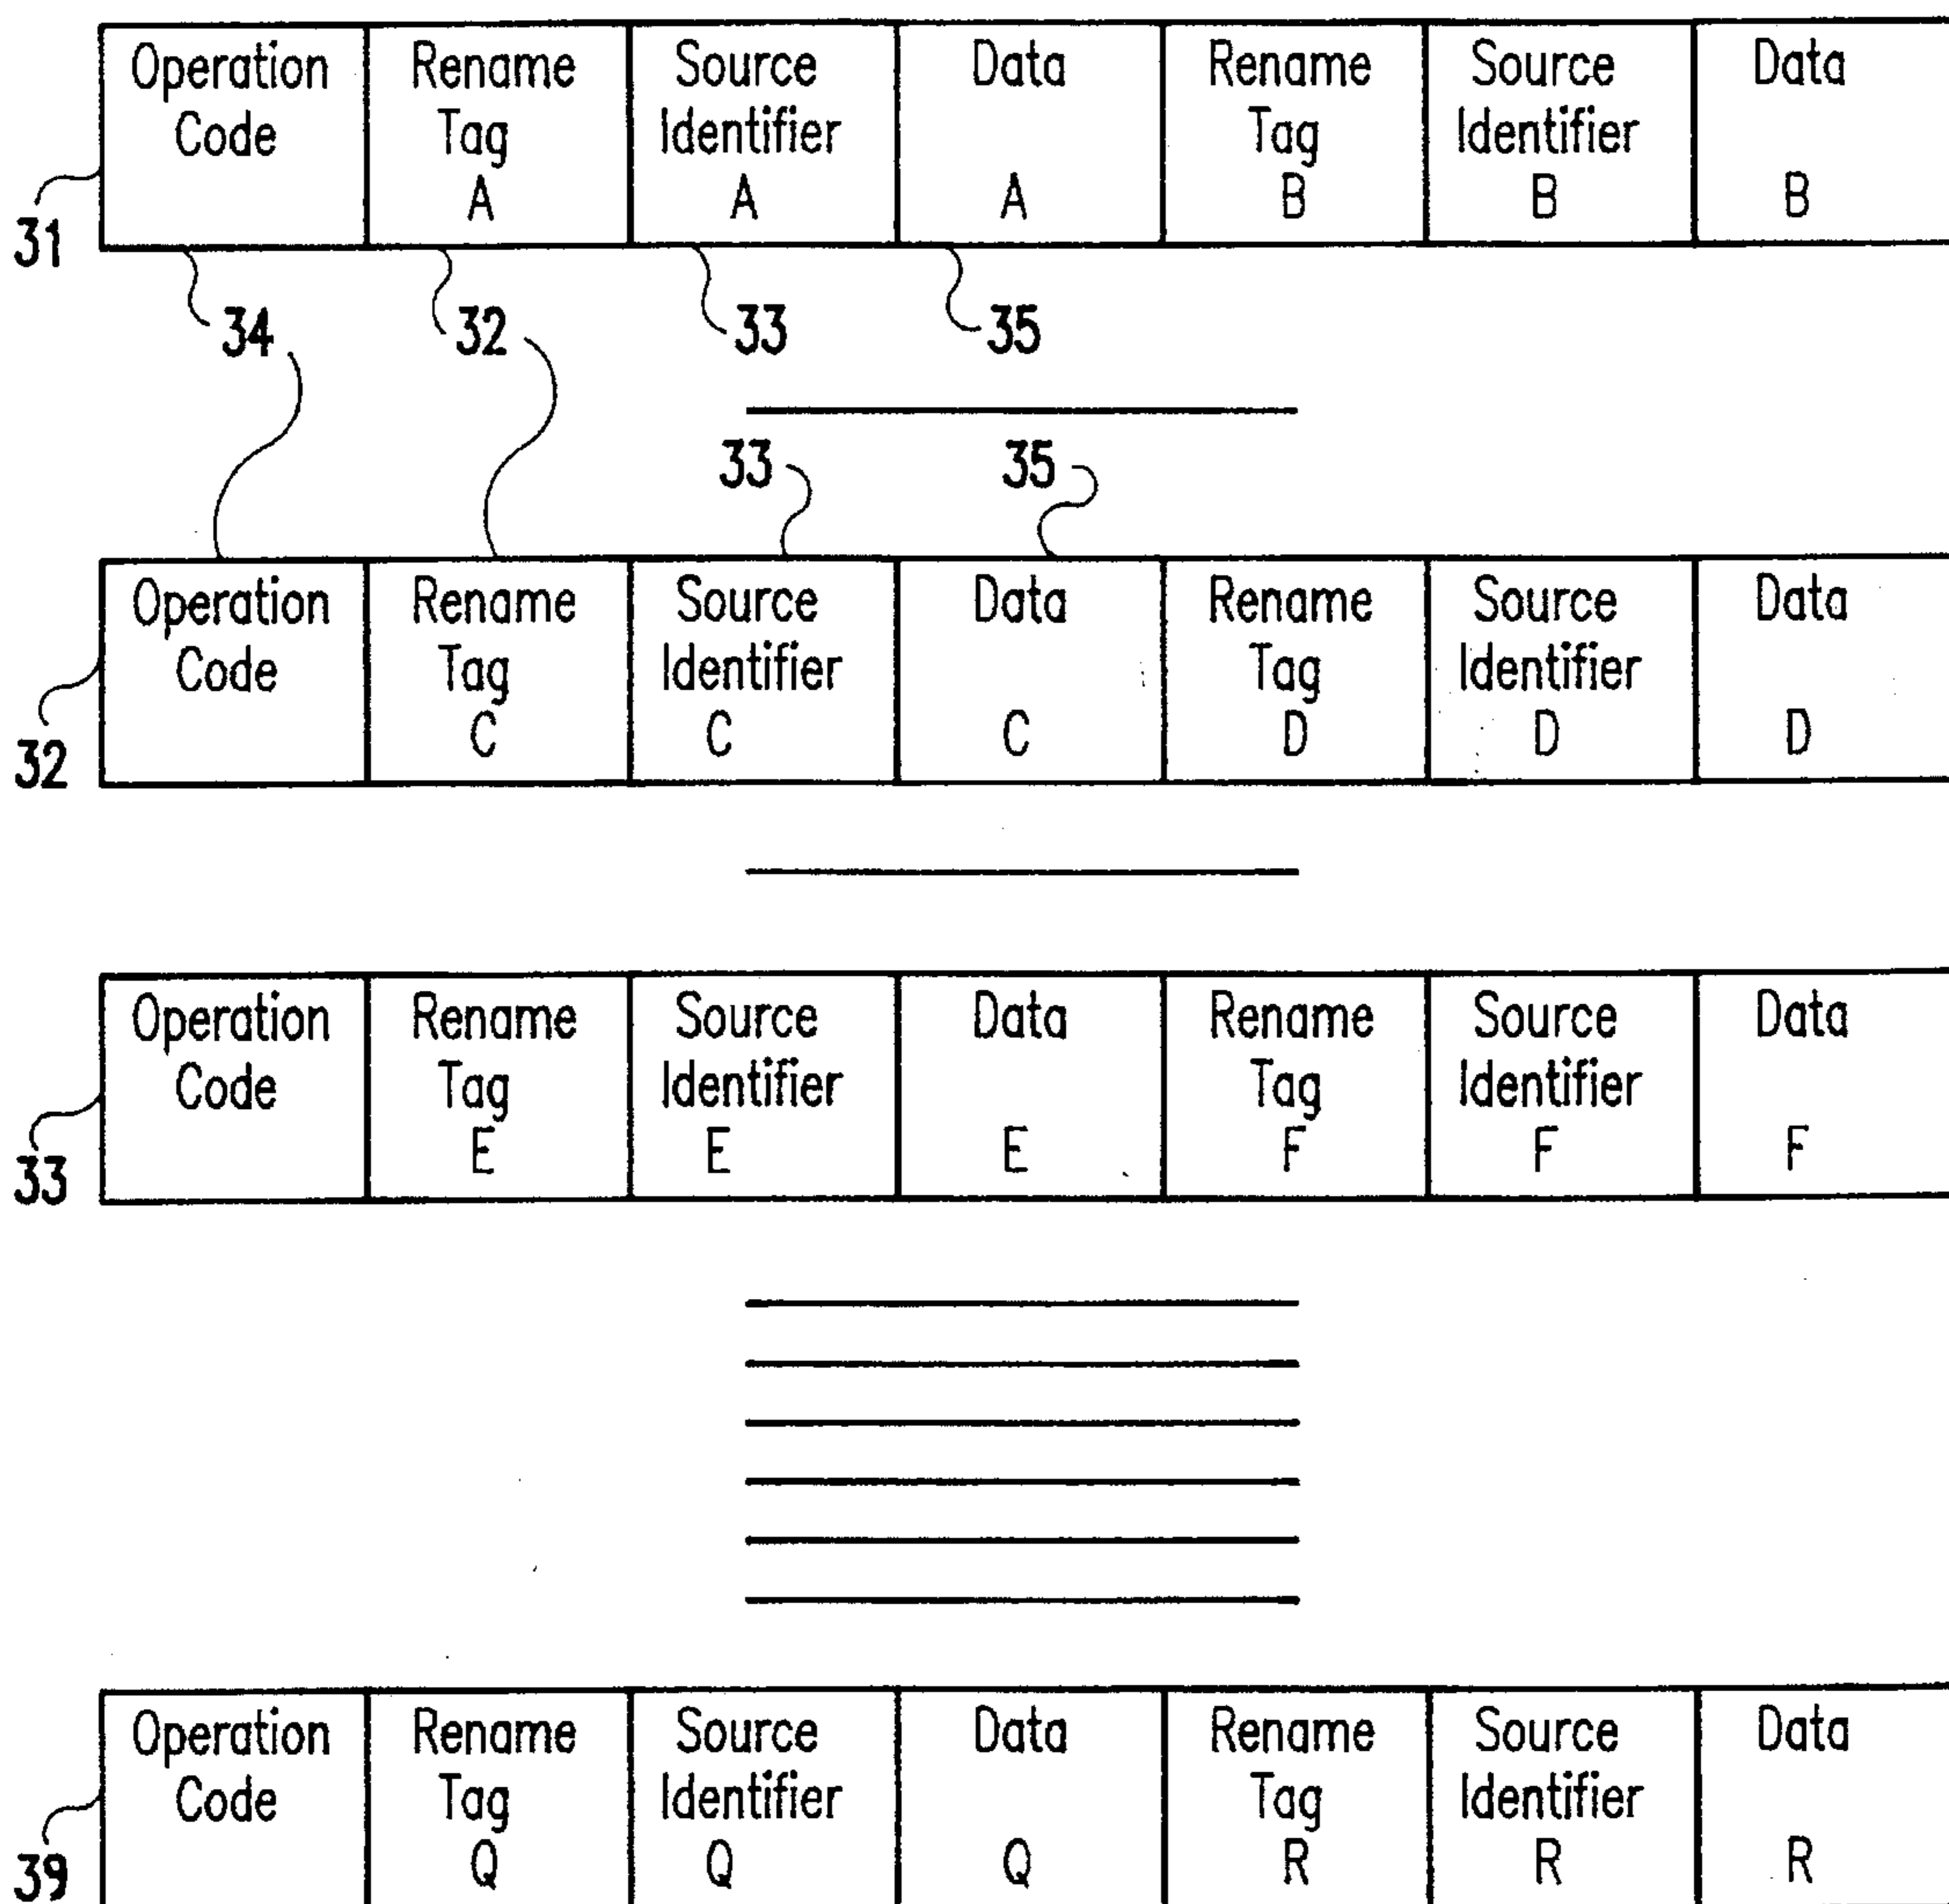 Operation Code Rename Tag A Source Identifier A Data A Rename Tag B Source Identifier B Data B
31
34 32 33 35
33 35
Operation Code Rename Tag C Source Identifier C Data C Rename Tag D Source Identifier D Data D
32
Operation Code Rename Tag E Source Identifier E Data E Rename Tag F Source Identifier F Data F
33
Operation Code Rename Tag Q Source Identifier Q Data Q Rename Tag R Source Identifier R Data R
39